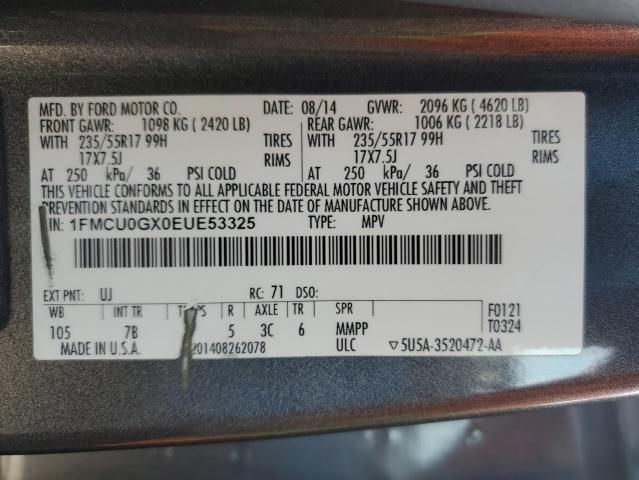 MFD. BY FORD MOTOR CO. DATE: 08/14 GVWR: 2096 KG ( 4620 LB)
FRONT GAWR: 1098 KG ( 2420 LB) REAR GAWR: 1006 KG ( 2218 LB)
WITH 235/55R17 99H TIRES WITH 235/55R17 99H TIRES
17X7.5J RIMS 17X7.5J RIMS
AT 250 kPa/ 36 PSI COLD AT 250 kPa/ 36 PSI COLD
THIS VEHICLE CONFORMS TO ALL APPLICABLE FEDERAL MOTOR VEHICLE SAFETY AND THEFT
PREVENTION STANDARDS IN EFFECT ON THE DATE OF MANUFACTURE SHOWN ABOVE.
VIN: 1FMCU0GX0EUE53325 TYPE: MPV
EXT PNT: UJ RC: 71 DSO:
WB INT TR R AXLE TR SPR F0121
105 7B 5 3C 6 MMPP T0324
MADE IN U.S.A. 201408262078 ULC ▽5U5A-3520472-AA